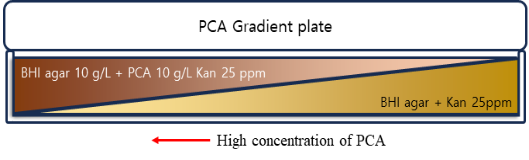 PCA Gradient plate
BHI agar 10 g/L + PCA 10 g/L Kan 25 ppm
BHI agar + Kan 25ppm
High concentration of PCA